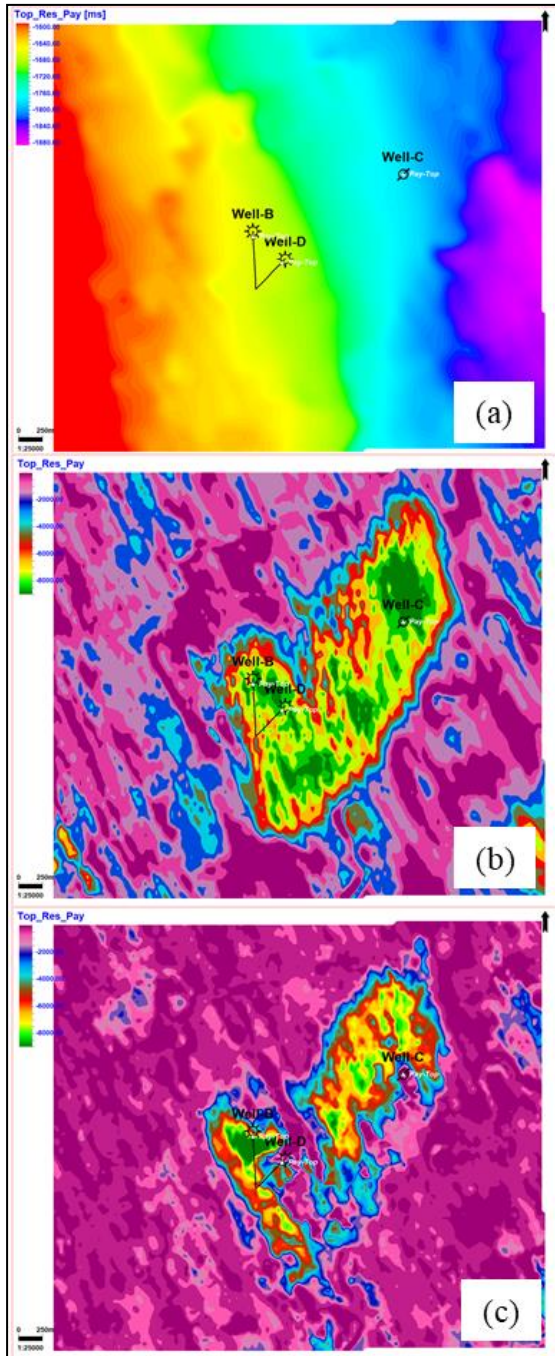 Top_Res_Pay [ms]
-1600.00
-1640.00
-1680.00
-1720.00
-1760.00
-1800.00
-1840.00
-1880.00
Well-C
Pay-Top
Well-B
Well-D
Pay-Top
0 250m
1:25000
(a)
Top_Res_Pay
-2000.00
-4000.00
-6000.00
-8000.00
Well-C
Pay-Top
Well-B
Well-D
0 250m
1:25000
(b)
Top_Res_Pay
-2000.00
-4000.00
-6000.00
-8000.00
Well-C
Pay-Top
Well-B
Well-D
Pay-Top
0 250m
1:25000
(c)